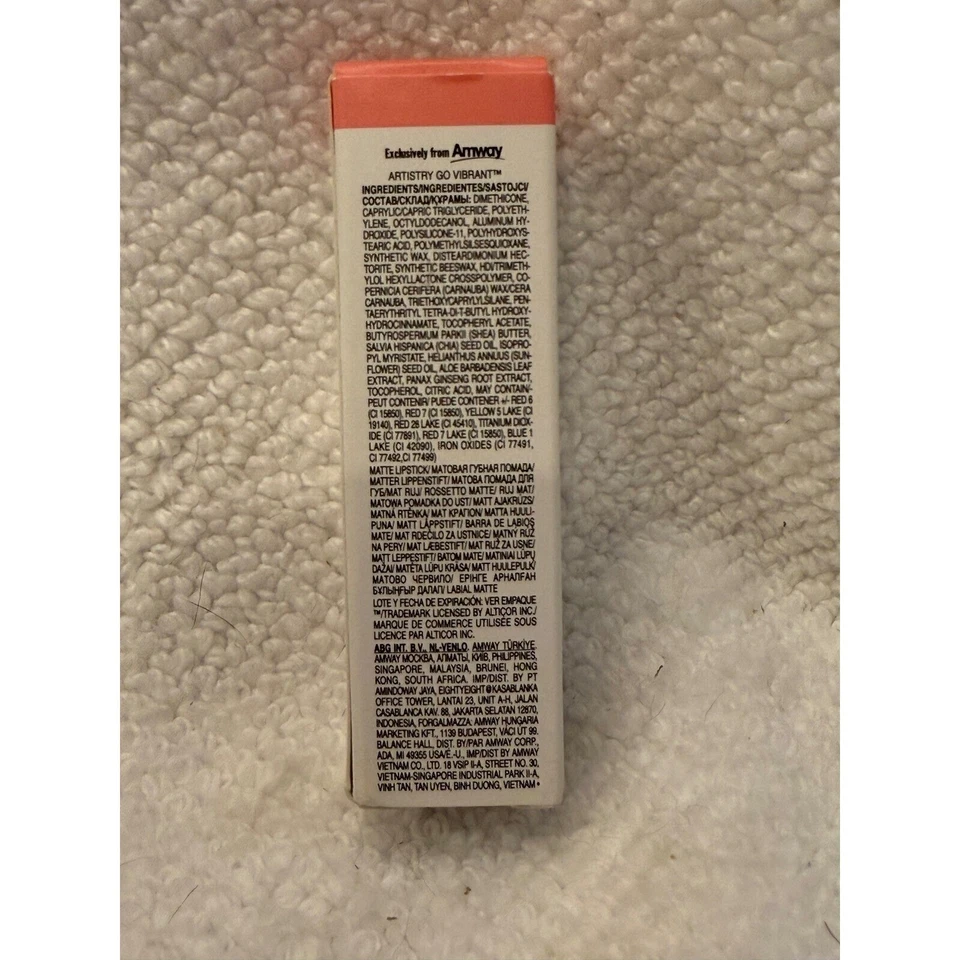 Exclusively from Amway
ARTISTRY GO VIBRANT™
INGREDIENTS/INGREDIENTES/SASTOJCI/
СОСТАВ/СКЛАД/ҚҰРАМЫ: DIMETHICONE,
CAPRYLIC/CAPRIC TRIGLYCERIDE, POLYETH-
YLENE, OCTYLDODECANOL, ALUMINUM HY-
DROXIDE, POLYSILICONE-11, POLYHYDROXYS-
TEARIC ACID, POLYMETHYLSILSESQUIOXANE,
SYNTHETIC WAX, DISTEARDIMONIUM HEC-
TORITE, SYNTHETIC BEESWAX, HDI/TRIMETH-
YLOL HEXYLLACTONE CROSSPOLYMER, CO-
PERNICIA CERIFERA (CARNAUBA) WAX/CERA
CARNAUBA, TRIETHOXYCAPRYLYLSILANE, PEN-
TAERYTHRITYL TETRA-DI-T-BUTYL HYDROXY-
HYDROCINNAMATE, TOCOPHERYL ACETATE,
BUTYROSPERMUM PARKII (SHEA) BUTTER,
SALVIA HISPANICA (CHIA) SEED OIL, ISOPRO-
PYL MYRISTATE, HELIANTHUS ANNUUS (SUN-
FLOWER) SEED OIL, ALOE BARBADENSIS LEAF
EXTRACT, PANAX GINSENG ROOT EXTRACT,
TOCOPHEROL, CITRIC ACID, MAY CONTAIN/
PEUT CONTENIR/ PUEDE CONTENER +/- RED 6
(CI 15850), RED 7 (CI 15850), YELLOW 5 LAKE (CI
19140), RED 28 LAKE (CI 45410), TITANIUM DIOX-
IDE (CI 77891), RED 7 LAKE (CI 15850), BLUE 1
LAKE (CI 42090), IRON OXIDES (CI 77491,
CI 77492,CI 77499)
MATTE LIPSTICK/ МАТОВАЯ ГУБНАЯ ПОМАДА/
MATTER LIPPENSTIFT/ МАТОВА ПОМАДА ДЛЯ
ГУБ/MAT RUJ/ ROSSETTO MATTE/ RUJ MAT/
MATOWA POMADKA DO UST/ MATT AJAKRÚZS/
MATNÁ RTĚNKA/ ΜΑΤ ΚΡΑΓΙΟΝ/ MATTA HUULI-
PUNA/ MATT LÄPPSTIFT/ BARRA DE LABIOS
MATE/ MAT RDEČILO ZA USTNICE/ MATNÝ RÚŽ
NA PERY/ MAT LÆBESTIFT/ MAT RUŽ ZA USNE/
MATT LEPPESTIFT/ BATOM MATE/ MATINIAI LŪPŲ
DAŽAI/ MATĒTA LŪPU KRĀSA/ MATT HUULEPULK/
МАТОВО ЧЕРВИЛО/ ЕРІНГЕ АРНАЛҒАН
БҰЛЫҢҒЫР ДАЛАП/ LABIAL MATTE
LOTE Y FECHA DE EXPIRACIÓN: VER EMPAQUE
™/TRADEMARK LICENSED BY ALTICOR INC./
MARQUE DE COMMERCE UTILISÉE SOUS
LICENCE PAR ALTICOR INC.
ABG INT. B.V., NL-VENLO. AMWAY TÜRKİYE.
AMWAY МОСКВА, АЛМАТЫ, КИЇВ, PHILIPPINES,
SINGAPORE, MALAYSIA, BRUNEI, HONG
KONG, SOUTH AFRICA. IMP/DIST. BY PT
AMINDOWAY JAYA, EIGHTYEIGHT@KASABLANKA
OFFICE TOWER, LANTAI 23, UNIT A-H, JALAN
CASABLANCA KAV. 88, JAKARTA SELATAN 12870,
INDONESIA, FORGALMAZZA: AMWAY HUNGARIA
MARKETING KFT., 1139 BUDAPEST, VÁCI UT 99.
BALANCE HALL, DIST. BY/PAR AMWAY CORP.,
ADA, MI 49355 USA/É.-U., IMP/DIST BY AMWAY
VIETNAM CO., LTD. 18 VSIP II-A, STREET NO. 30,
VIETNAM-SINGAPORE INDUSTRIAL PARK II-A,
VINH TAN, TAN UYEN, BINH DUONG, VIETNAM •